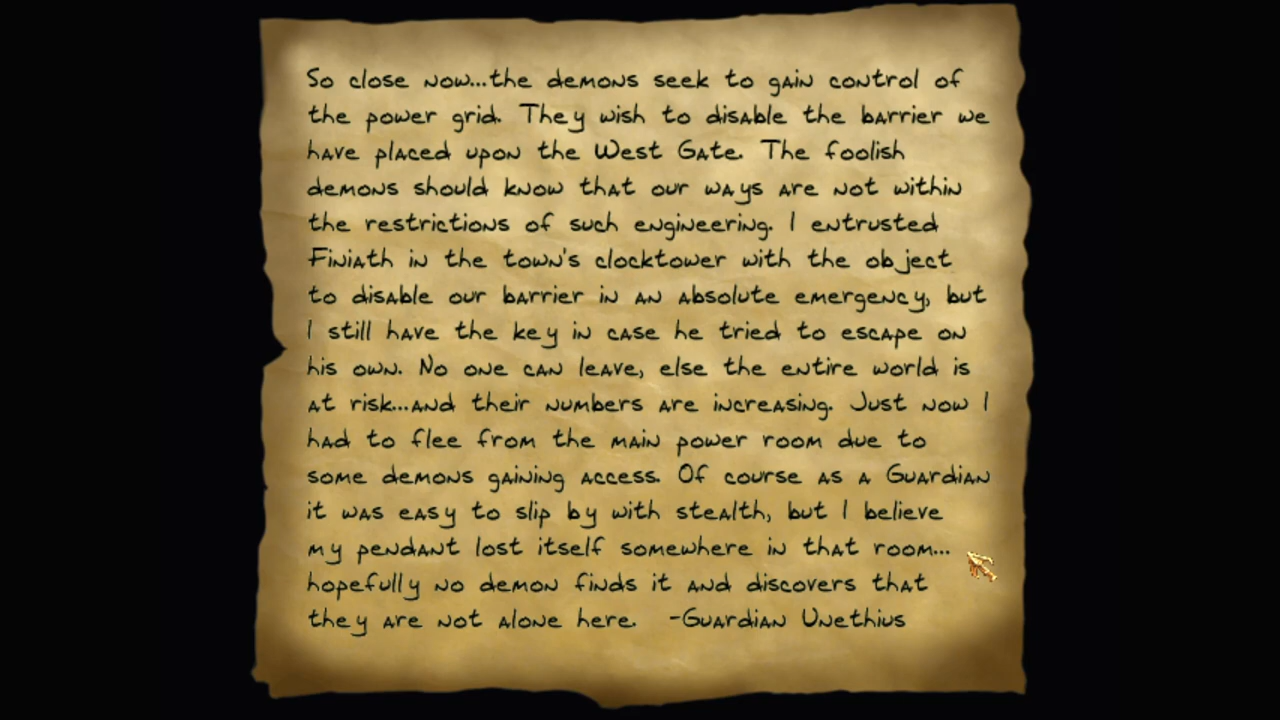 So close now...the demons seek to gain control of
the power grid. They wish to disable the barrier we
have placed upon the West Gate. The foolish
demons should know that our ways are not within
the restrictions of such engineering. I entrusted
Finiath in the town's clocktower with the object
to disable our barrier in an absolute emergency, but
I still have the key in case he tried to escape on
his own. No one can leave, else the entire world is
at risk...and their numbers are increasing. Just now I
had to flee from the main power room due to
some demons gaining access. Of course as a Guardian
it was easy to slip by with stealth, but I believe
my pendant lost itself somewhere in that room...
hopefully no demon finds it and discovers that
they are not alone here. -Guardian Unethius